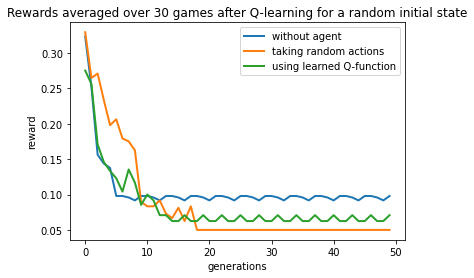 Rewards averaged over 30 games after Q-learning for a random initial state
without agent
taking random actions
using learned Q-function
reward
0.30
0.25
0.20
0.15
0.10
0.05
0 10 20 30 40 50
generations